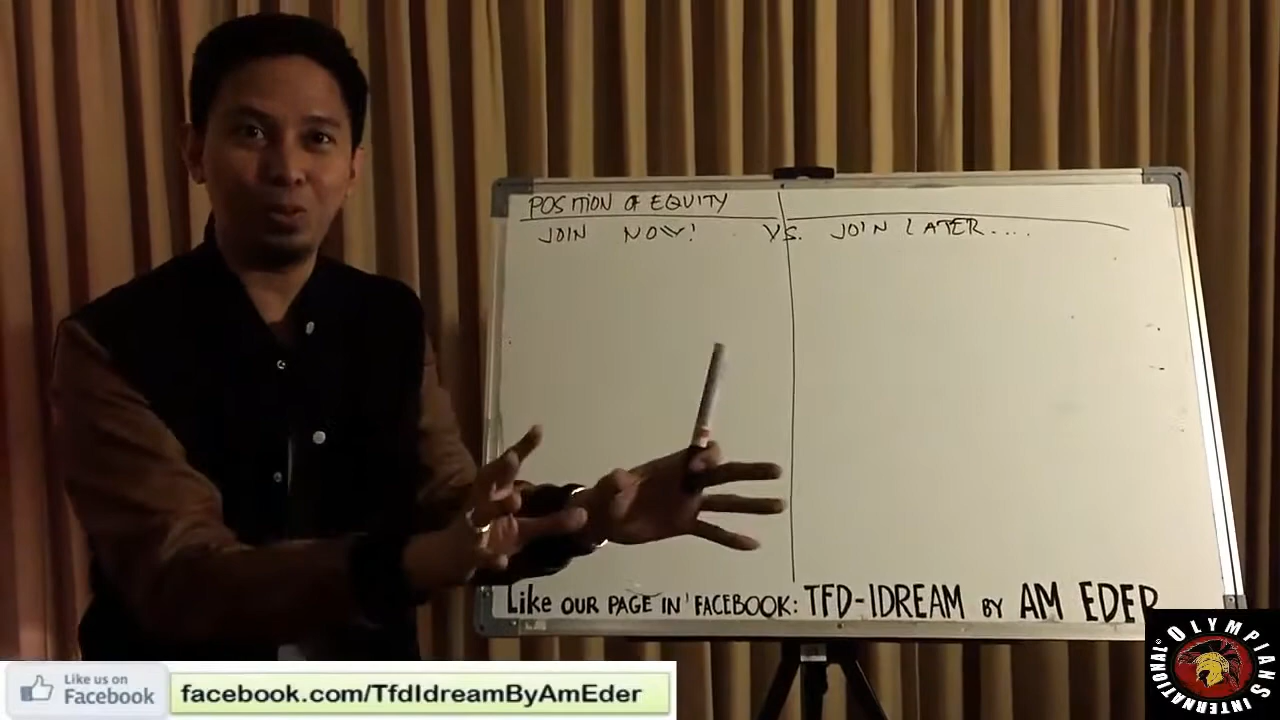 POSITION OF EQUITY
JOIN NOW! VS. JOIN LATER....
Like OUR PAGE IN FACEBOOK: TFD-IDREAM BY AM EDER
Like us on
Facebook
facebook.com/TfdIdreamByAmEder
OLYMPIANS INTERNATIONAL©